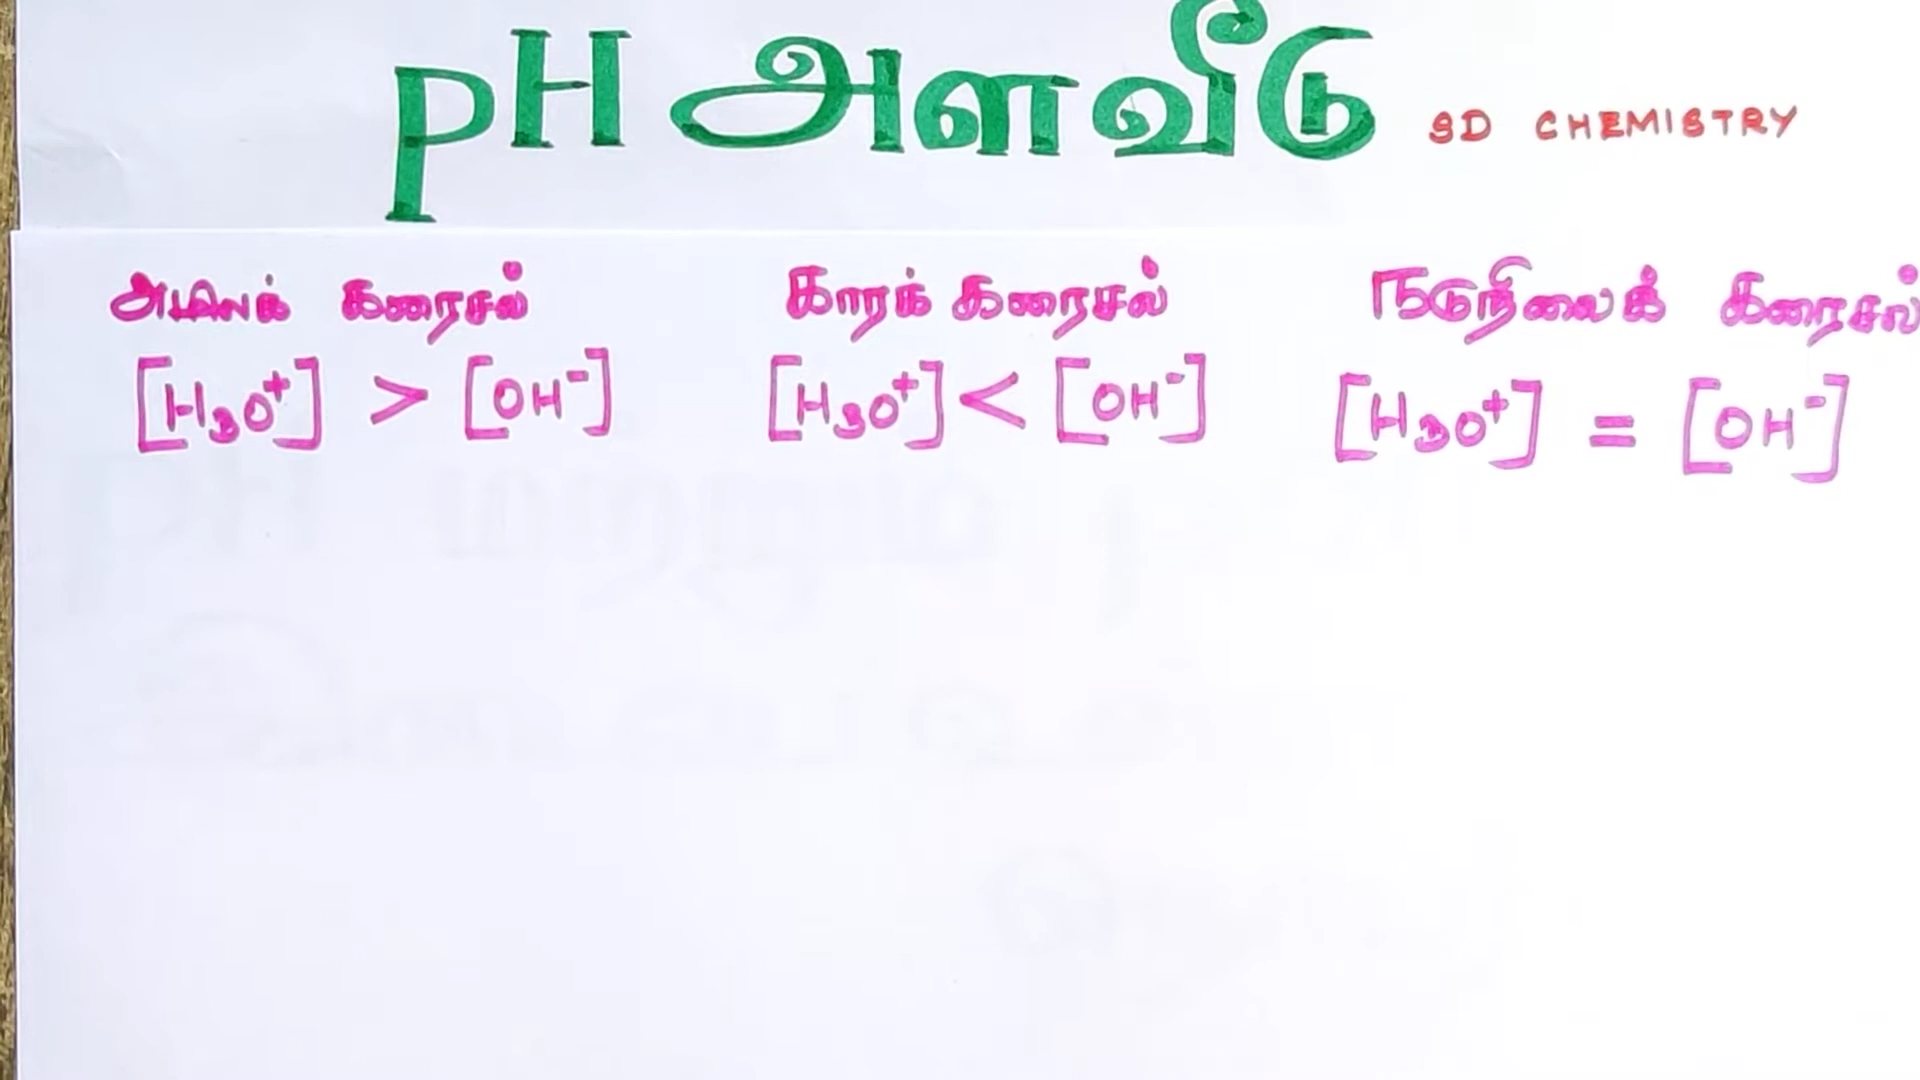 pH அளவீடு SD CHEMISTRY
அமிலக் கரைசல் காரக் கரைசல் நடுநிலைக் கரைசல்
[H₃O⁺] > [OH⁻] [H₃O⁺] < [OH⁻] [H₃O⁺] = [OH⁻]